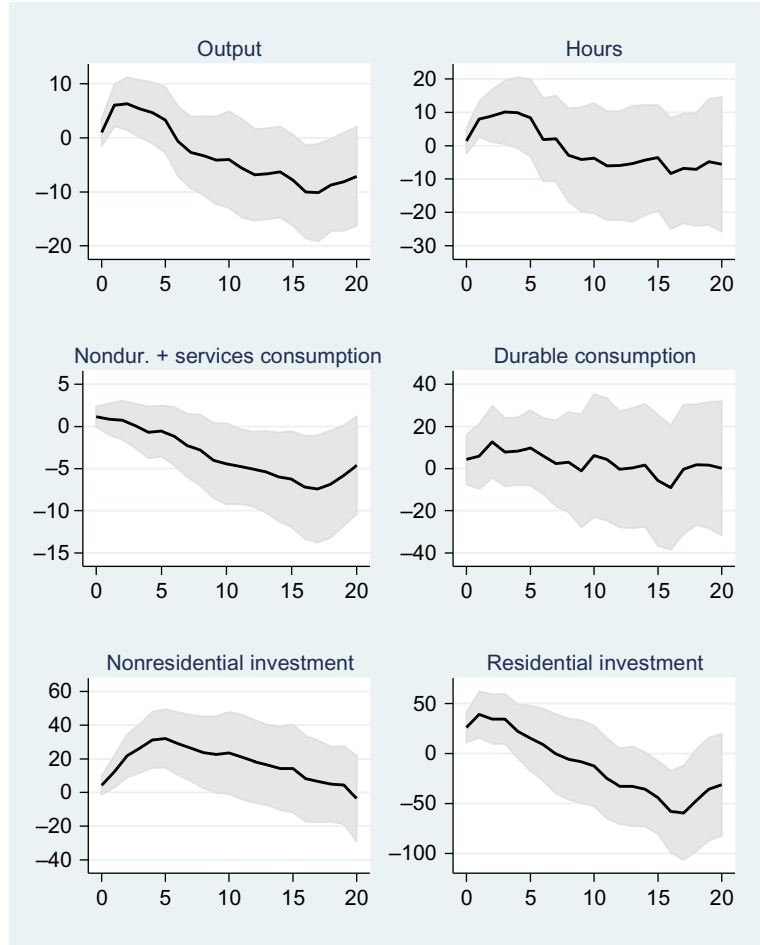 Output
10
0
–10
–20
0 5 10 15 20
Hours
20
10
0
–10
–20
–30
0 5 10 15 20
Nondur. + services consumption
5
0
–5
–10
–15
0 5 10 15 20
Durable consumption
40
20
0
–20
–40
0 5 10 15 20
Nonresidential investment
60
40
20
0
–20
–40
0 5 10 15 20
Residential investment
50
0
–50
–100
0 5 10 15 20